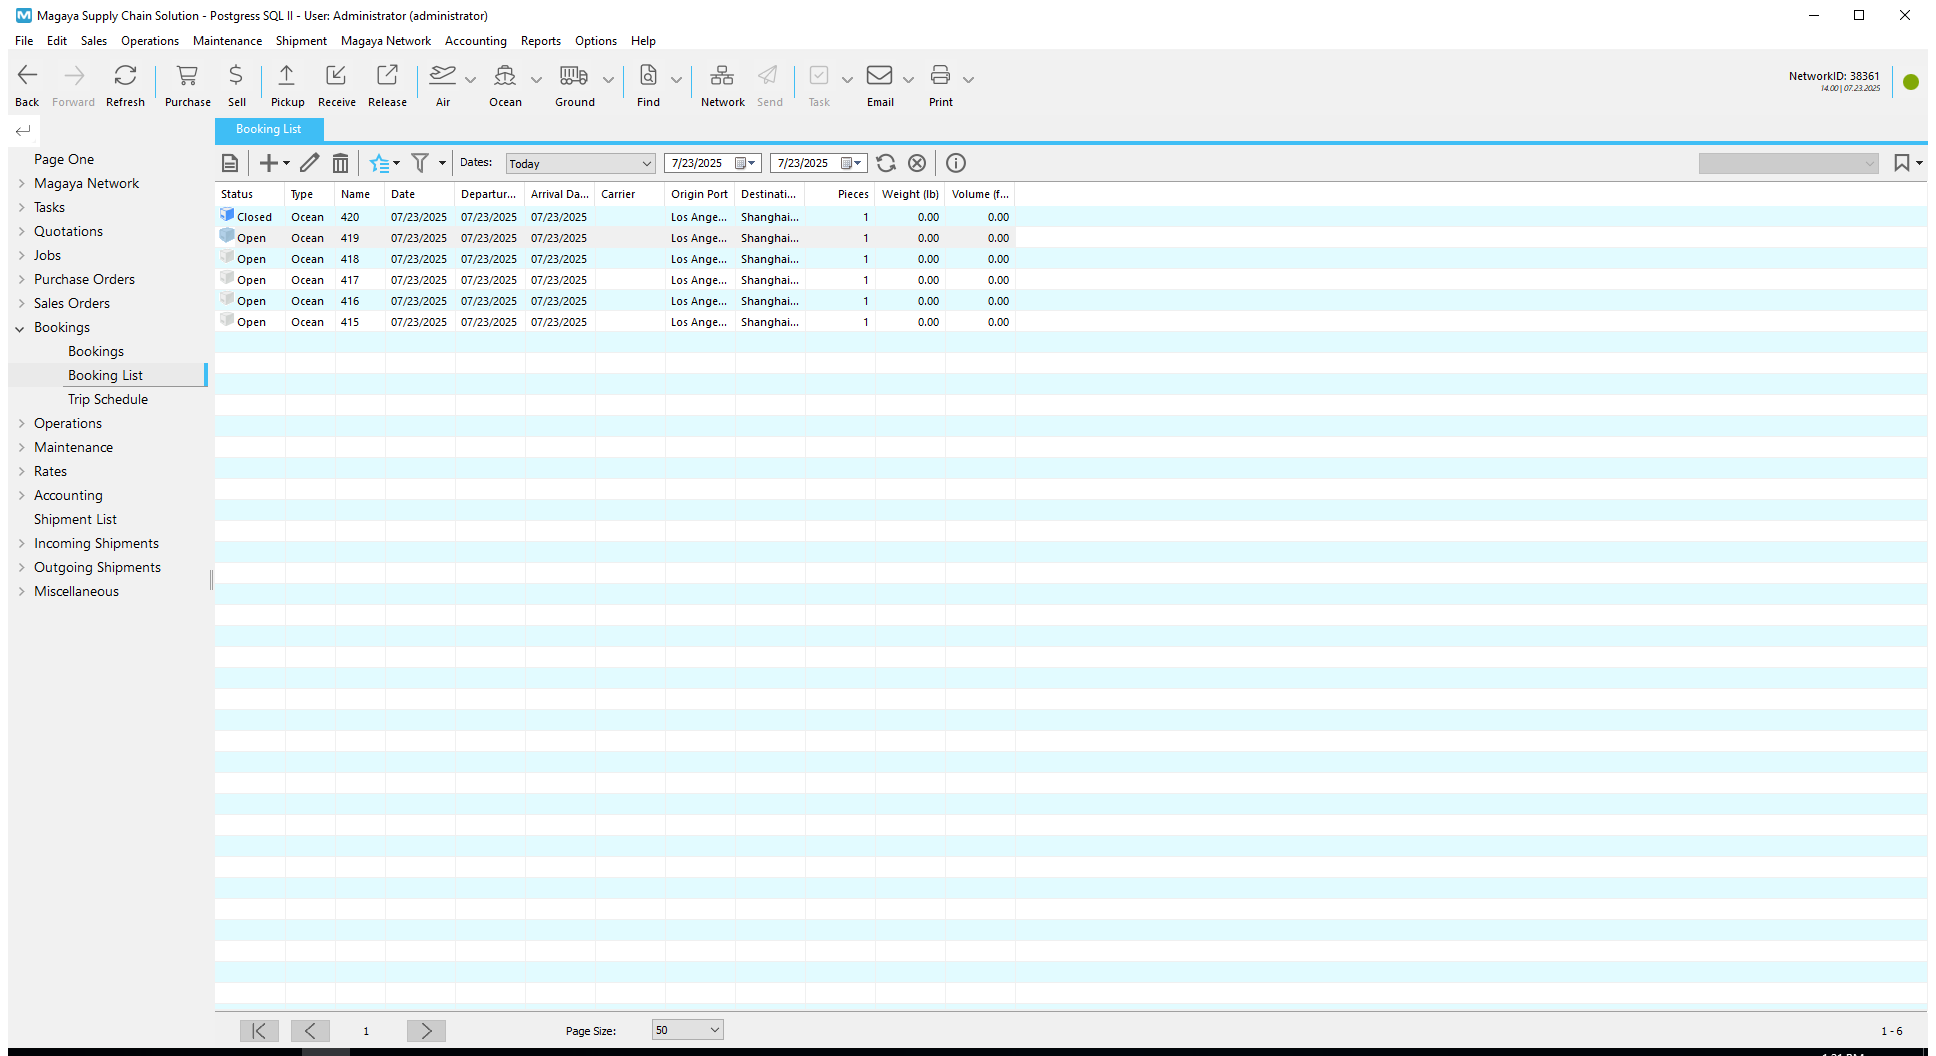 Magaya Supply Chain Solution - Postgress SQL II - User: Administrator (administrator)
File Edit Sales Operations Maintenance Shipment Magaya Network Accounting Reports Options Help
Back Forward Refresh Purchase Sell Pickup Receive Release Air Ocean Ground Find Network Send Task Email Print
NetworkID: 38361
14.00 | 07.23.2025
Booking List
Dates: Today 7/23/2025 7/23/2025
Page One
Magaya Network
Tasks
Quotations
Jobs
Purchase Orders
Sales Orders
Bookings
Bookings
Booking List
Trip Schedule
Operations
Maintenance
Rates
Accounting
Shipment List
Incoming Shipments
Outgoing Shipments
Miscellaneous
Status Type Name Date Departur... Arrival Da... Carrier Origin Port Destinati... Pieces Weight (lb) Volume (f...
Closed Ocean 420 07/23/2025 07/23/2025 07/23/2025 Los Ange... Shanghai... 1 0.00 0.00
Open Ocean 419 07/23/2025 07/23/2025 07/23/2025 Los Ange... Shanghai... 1 0.00 0.00
Open Ocean 418 07/23/2025 07/23/2025 07/23/2025 Los Ange... Shanghai... 1 0.00 0.00
Open Ocean 417 07/23/2025 07/23/2025 07/23/2025 Los Ange... Shanghai... 1 0.00 0.00
Open Ocean 416 07/23/2025 07/23/2025 07/23/2025 Los Ange... Shanghai... 1 0.00 0.00
Open Ocean 415 07/23/2025 07/23/2025 07/23/2025 Los Ange... Shanghai... 1 0.00 0.00
1 Page Size: 50 1 - 6